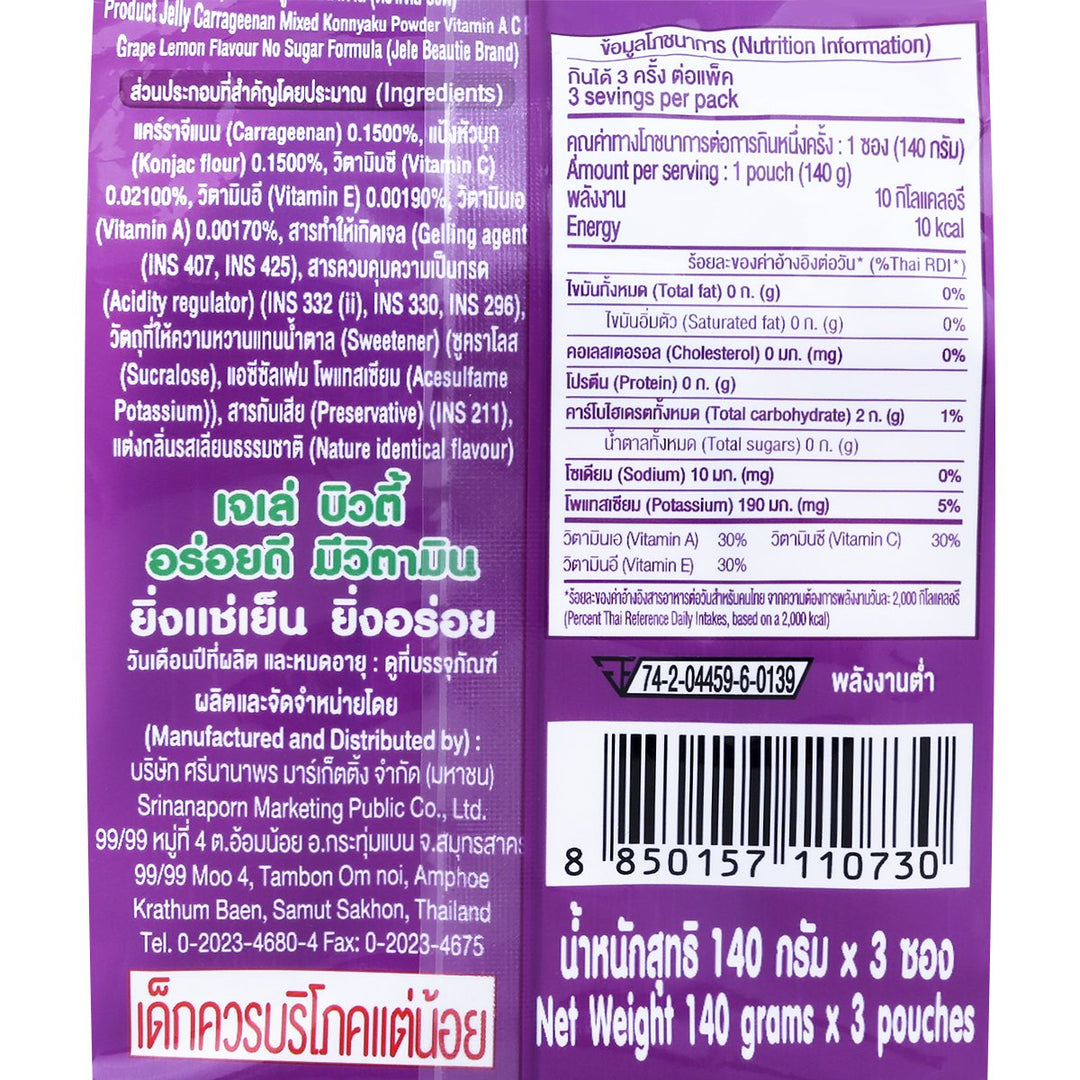 Product Jelly Carrageenan Mixed Konnyaku Powder Vitamin A C E
Grape Lemon Flavour No Sugar Formula (Jele Beautie Brand)
ส่วนประกอบที่สำคัญโดยประมาณ (Ingredients)
แคร์ราจีแนน (Carrageenan) 0.1500%, แป้งหัวบุก
(Konjac flour) 0.1500%, วิตามินซี (Vitamin C)
0.02100%, วิตามินอี (Vitamin E) 0.00190%, วิตามินเอ
(Vitamin A) 0.00170%, สารทำให้เกิดเจล (Gelling agent
(INS 407, INS 425), สารควบคุมความเป็นกรด
(Acidity regulator) (INS 332 (ii), INS 330, INS 296),
วัตถุที่ให้ความหวานแทนน้ำตาล (Sweetener) (ซูคราโลส
(Sucralose), แอซีซัลเฟม โพแทสเซียม (Acesulfame
Potassium)), สารกันเสีย (Preservative) (INS 211),
แต่งกลิ่นรสเลียนธรรมชาติ (Nature identical flavour)
เจเล่ บิวตี้
อร่อยดี มีวิตามิน
ยิ่งแช่เย็น ยิ่งอร่อย
วันเดือนปีที่ผลิต และหมดอายุ : ดูที่บรรจุภัณฑ์
ผลิตและจัดจำหน่ายโดย
(Manufactured and Distributed by) :
บริษัท ศรีนานาพร มาร์เก็ตติ้ง จำกัด (มหาชน)
Srinanaporn Marketing Public Co., Ltd.
99/99 หมู่ที่ 4 ต.อ้อมน้อย อ.กระทุ่มแบน จ.สมุทรสาคร
99/99 Moo 4, Tambon Om noi, Amphoe
Krathum Baen, Samut Sakhon, Thailand
Tel. 0-2023-4680-4 Fax: 0-2023-4675
เด็กควรบริโภคแต่น้อย
ข้อมูลโภชนาการ (Nutrition Information)
กินได้ 3 ครั้ง ต่อแพ็ค
3 sevings per pack
คุณค่าทางโภชนาการต่อการกินหนึ่งครั้ง : 1 ซอง (140 กรัม)
Amount per serving : 1 pouch (140 g)
พลังงาน 10 กิโลแคลอรี
Energy 10 kcal
ร้อยละของค่าอ้างอิงต่อวัน* (%Thai RDI*)
ไขมันทั้งหมด (Total fat) 0 ก. (g) 0%
ไขมันอิ่มตัว (Saturated fat) 0 ก. (g) 0%
คอเลสเตอรอล (Cholesterol) 0 มก. (mg) 0%
โปรตีน (Protein) 0 ก. (g)
คาร์โบไฮเดรตทั้งหมด (Total carbohydrate) 2 ก. (g) 1%
น้ำตาลทั้งหมด (Total sugars) 0 ก. (g)
โซเดียม (Sodium) 10 มก. (mg) 0%
โพแทสเซียม (Potassium) 190 มก. (mg) 5%
วิตามินเอ (Vitamin A) 30% วิตามินซี (Vitamin C) 30%
วิตามินอี (Vitamin E) 30%
*ร้อยละของค่าอ้างอิงสารอาหารต่อวันสำหรับคนไทย จากความต้องการพลังงานวันละ 2,000 กิโลแคลอรี
(Percent Thai Reference Daily Intakes, based on a 2,000 kcal)
74-2-04459-6-0139 พลังงานต่ำ
8 850157 110730
น้ำหนักสุทธิ 140 กรัม x 3 ซอง
Net Weight 140 grams x 3 pouches